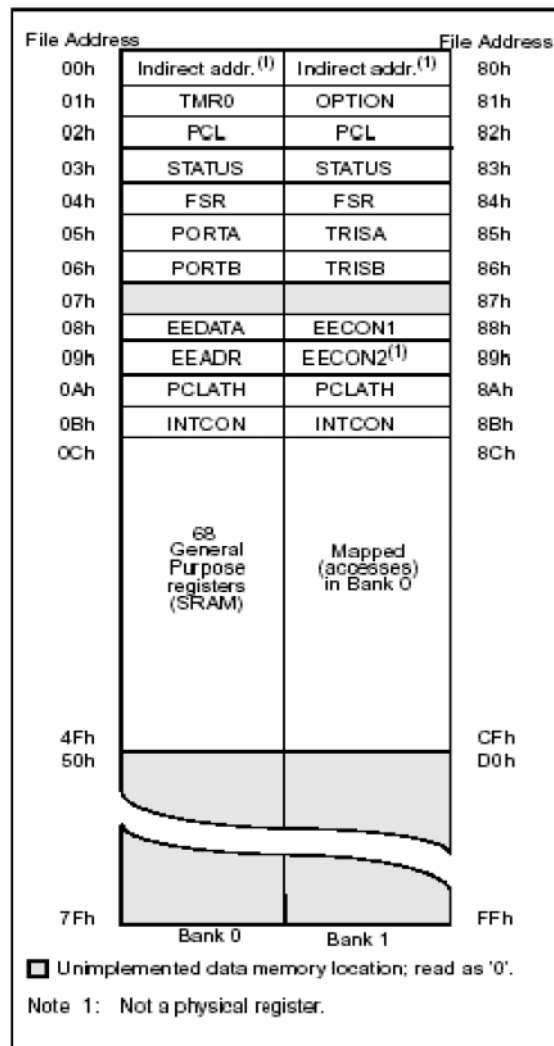 File Address File Address
00h Indirect addr.(1) Indirect addr.(1) 80h
01h TMR0 OPTION 81h
02h PCL PCL 82h
03h STATUS STATUS 83h
04h FSR FSR 84h
05h PORTA TRISA 85h
06h PORTB TRISB 86h
07h 87h
08h EEDATA EECON1 88h
09h EEADR EECON2(1) 89h
0Ah PCLATH PCLATH 8Ah
0Bh INTCON INTCON 8Bh
0Ch 8Ch
68
General
Purpose
registers
(SRAM)
Mapped
(accesses)
in Bank 0
4Fh CFh
50h D0h
7Fh FFh
Bank 0 Bank 1
Unimplemented data memory location; read as '0'.
Note 1: Not a physical register.